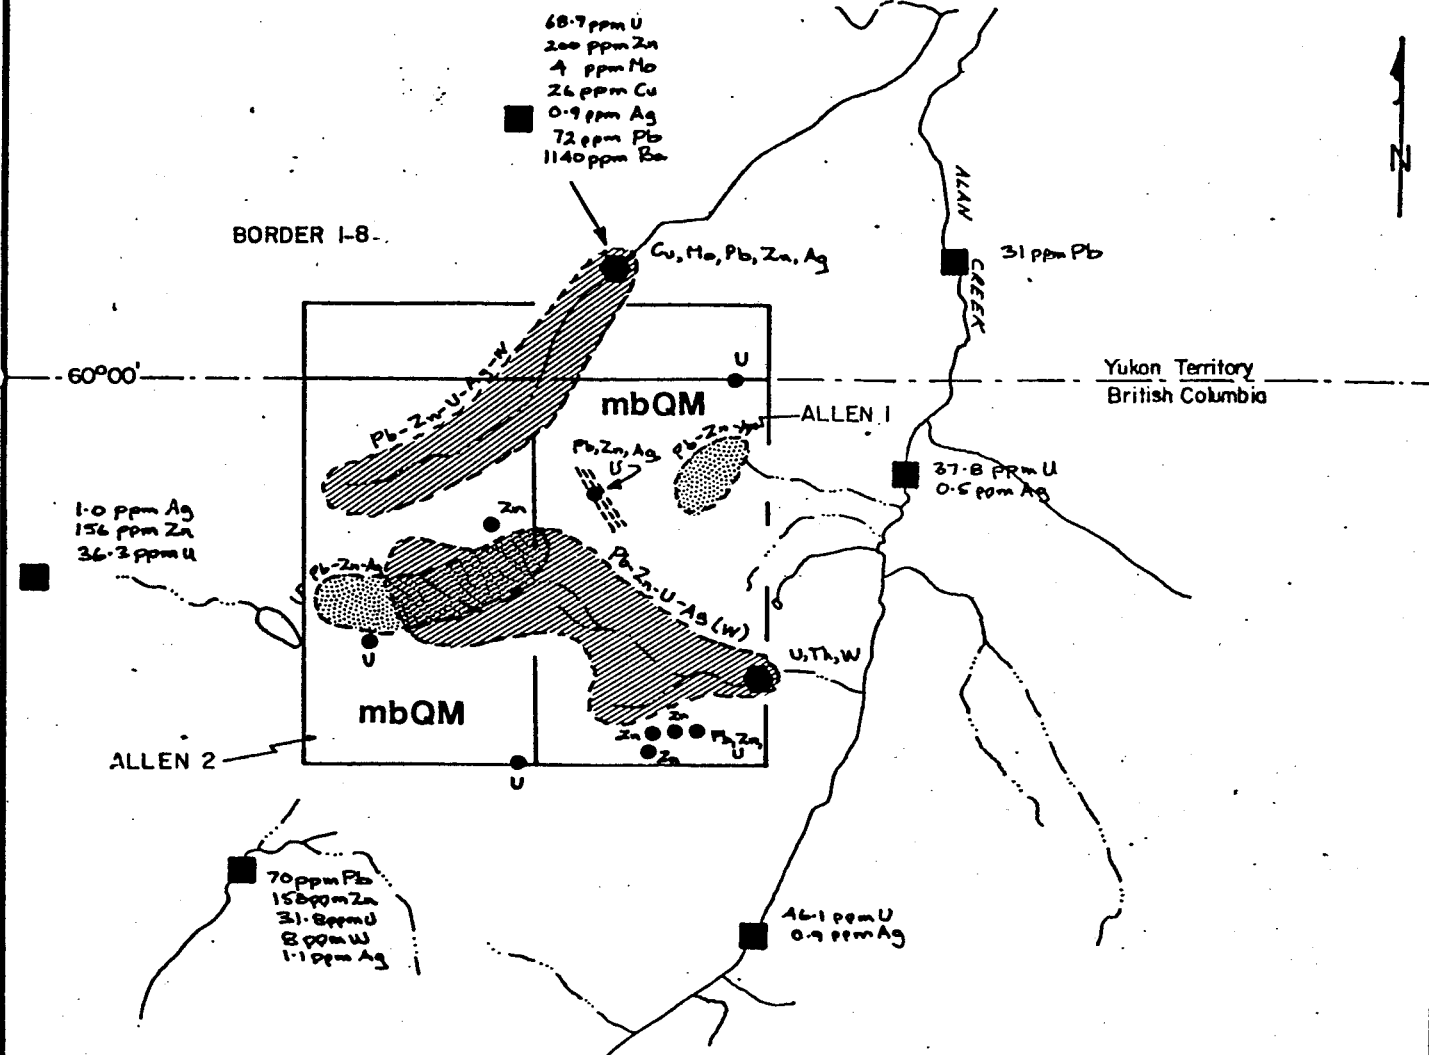 68.7 ppm U
200 ppm Zn
4 ppm Mo
26 ppm Cu
0.9 ppm Ag
72 ppm Pb
1140 ppm Ba
N
ALAN
CREEK
BORDER 1-8
Cu, Mo, Pb, Zn, Ag
31 ppm Pb
60°00'
Pb-Zn-U-Ag-W
U
Yukon Territory
British Columbia
mbQM
ALLEN 1
Pb, Zn, Ag
U
Pb-Zn-
37.8 ppm U
0.5 ppm Ag
1.0 ppm Ag
156 ppm Zn
36.3 ppm U
Zn
Pb-Zn-Ag
Pb-Zn-U-Ag (W)
U
U, Th, W
mbQM
Zn
Zn
Pb, Zn,
U
Zn
ALLEN 2
U
70 ppm Pb
158 ppm Zn
31.8 ppm U
8 ppm W
1.1 ppm Ag
46.1 ppm U
0.9 ppm Ag